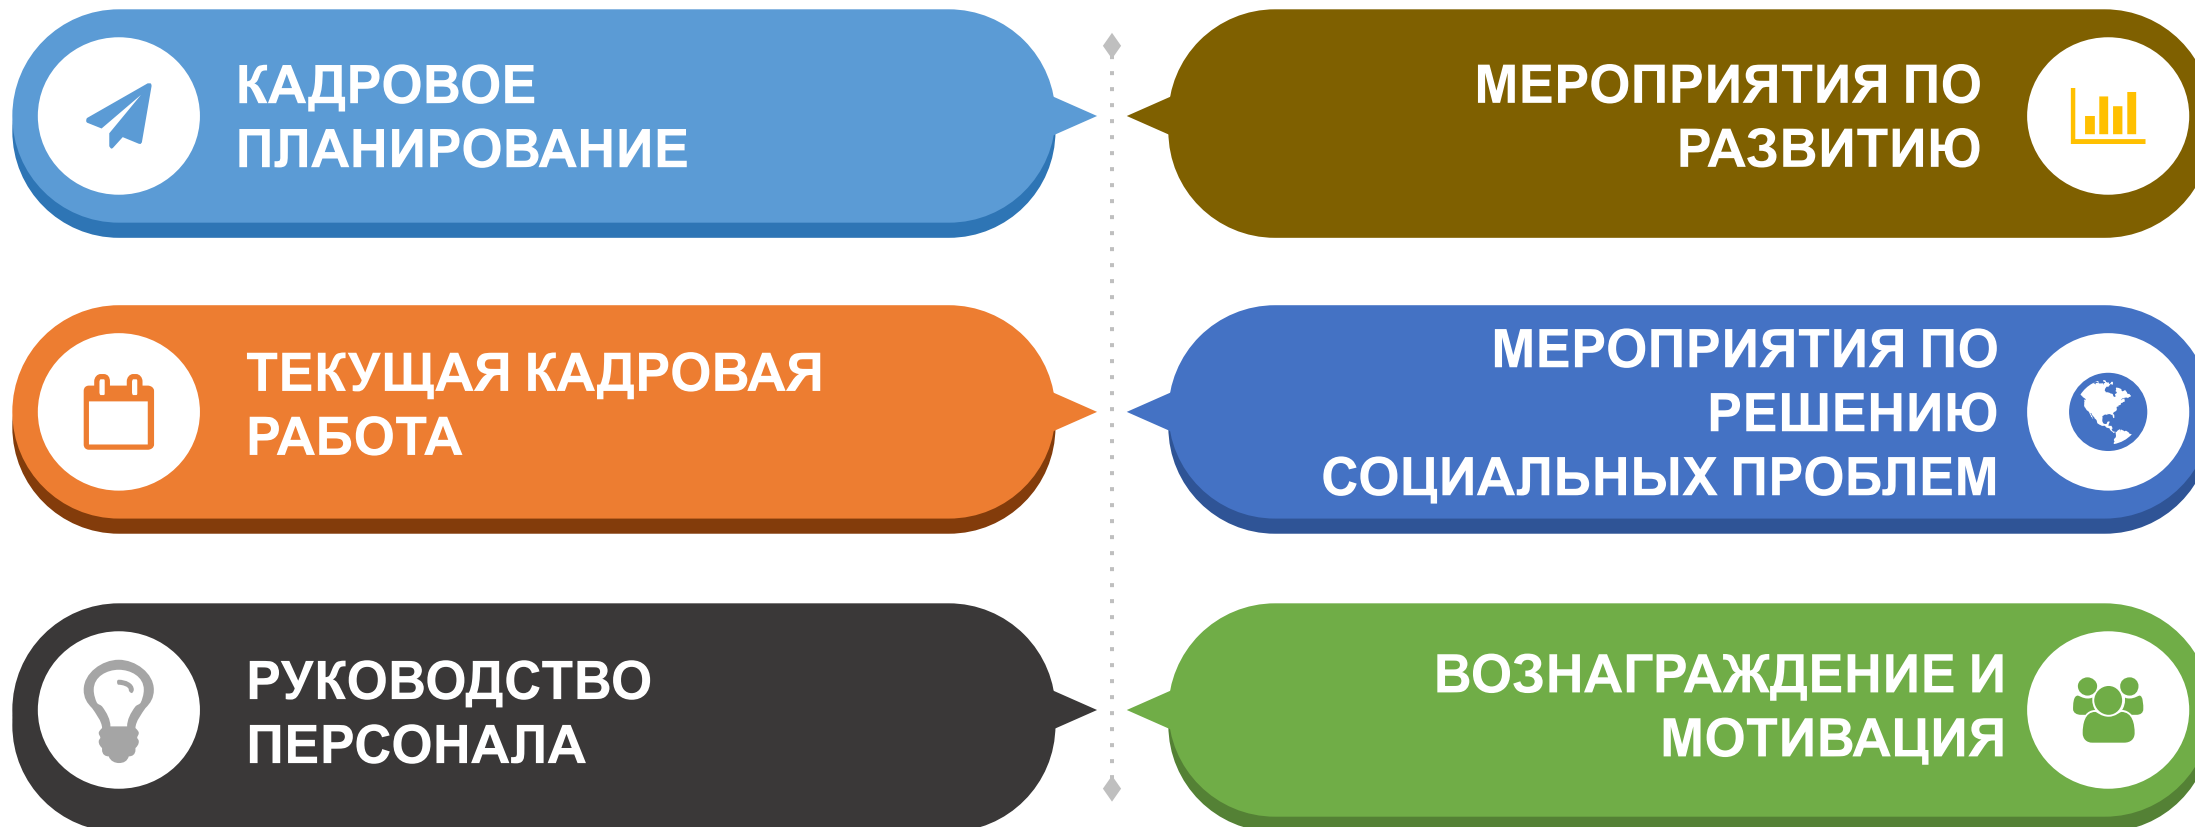 КАДРОВОЕ
ПЛАНИРОВАНИЕ
МЕРОПРИЯТИЯ ПО
РАЗВИТИЮ
ТЕКУЩАЯ КАДРОВАЯ
РАБОТА
МЕРОПРИЯТИЯ ПО
РЕШЕНИЮ
СОЦИАЛЬНЫХ ПРОБЛЕМ
РУКОВОДСТВО
ПЕРСОНАЛА
ВОЗНАГРАЖДЕНИЕ И
МОТИВАЦИЯ